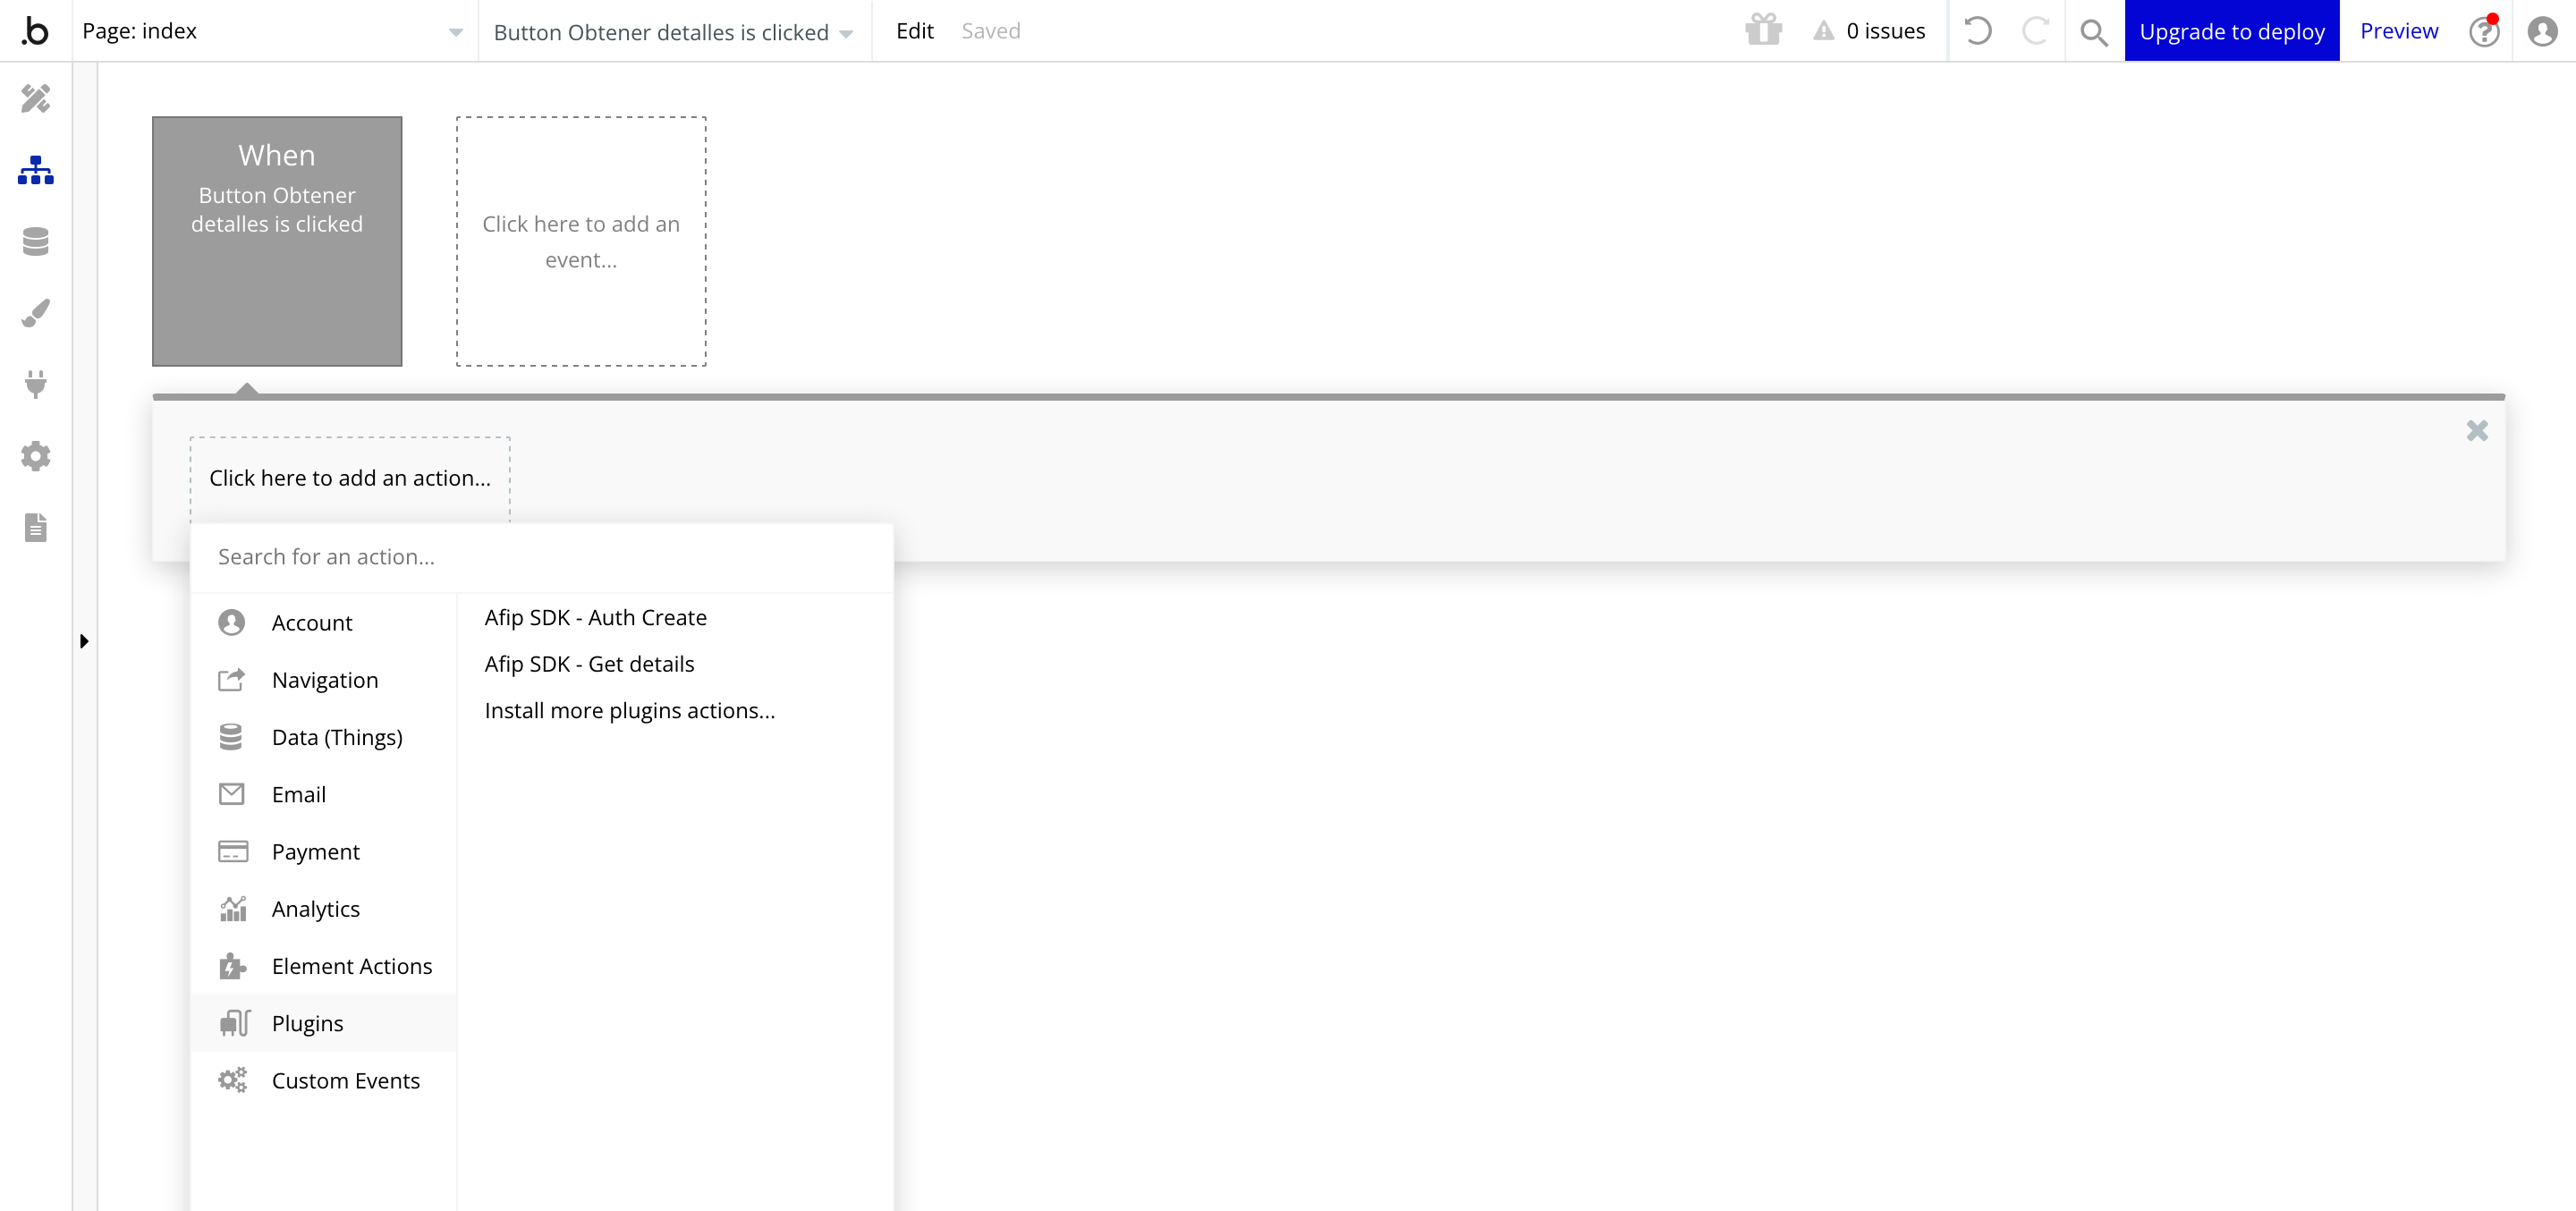 .b
Page: index
Button Obtener detalles is clicked
Edit
Saved
0 issues
Upgrade to deploy
Preview
When
Button Obtener
detalles is clicked
Click here to add an
event...
Click here to add an action...
Search for an action...
Account
Navigation
Data (Things)
Email
Payment
Analytics
Element Actions
Plugins
Custom Events
Afip SDK - Auth Create
Afip SDK - Get details
Install more plugins actions...